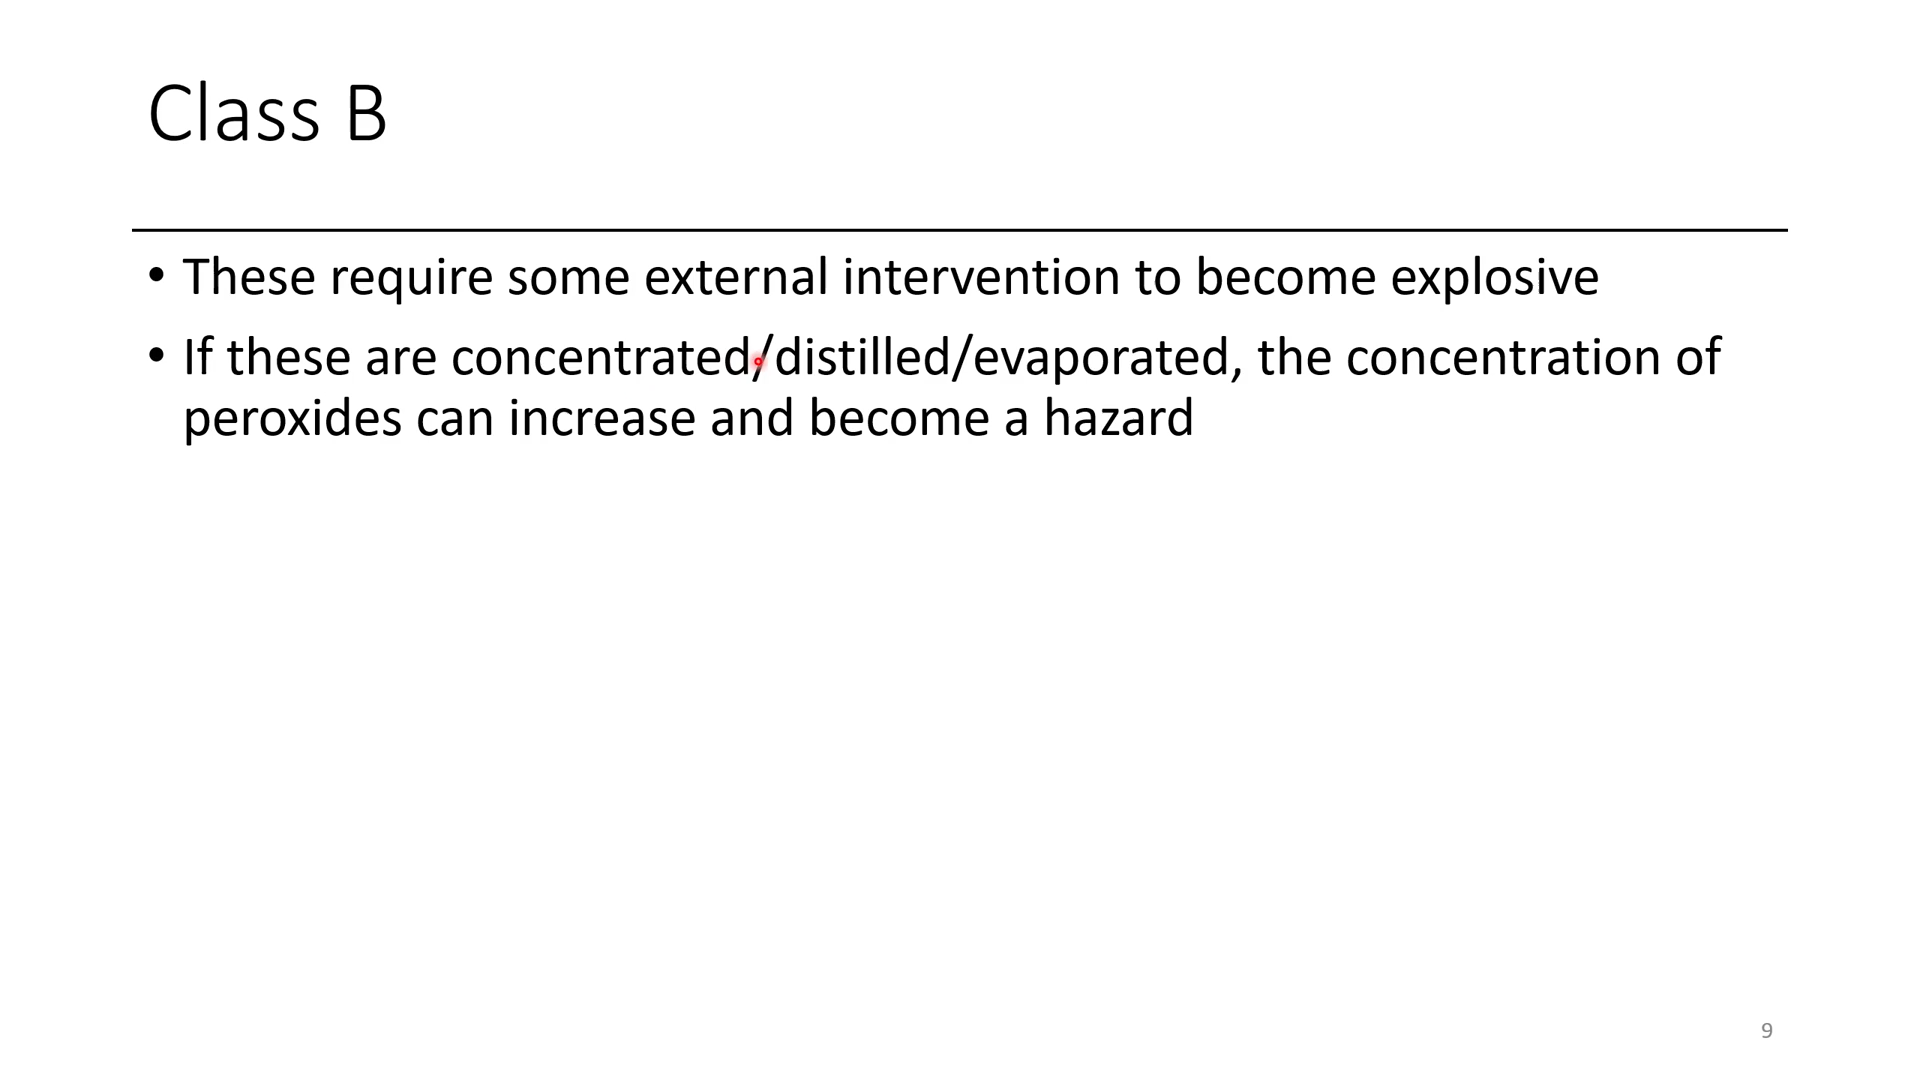 Class B
• These require some external intervention to become explosive
• If these are concentrated/distilled/evaporated, the concentration of
peroxides can increase and become a hazard
9